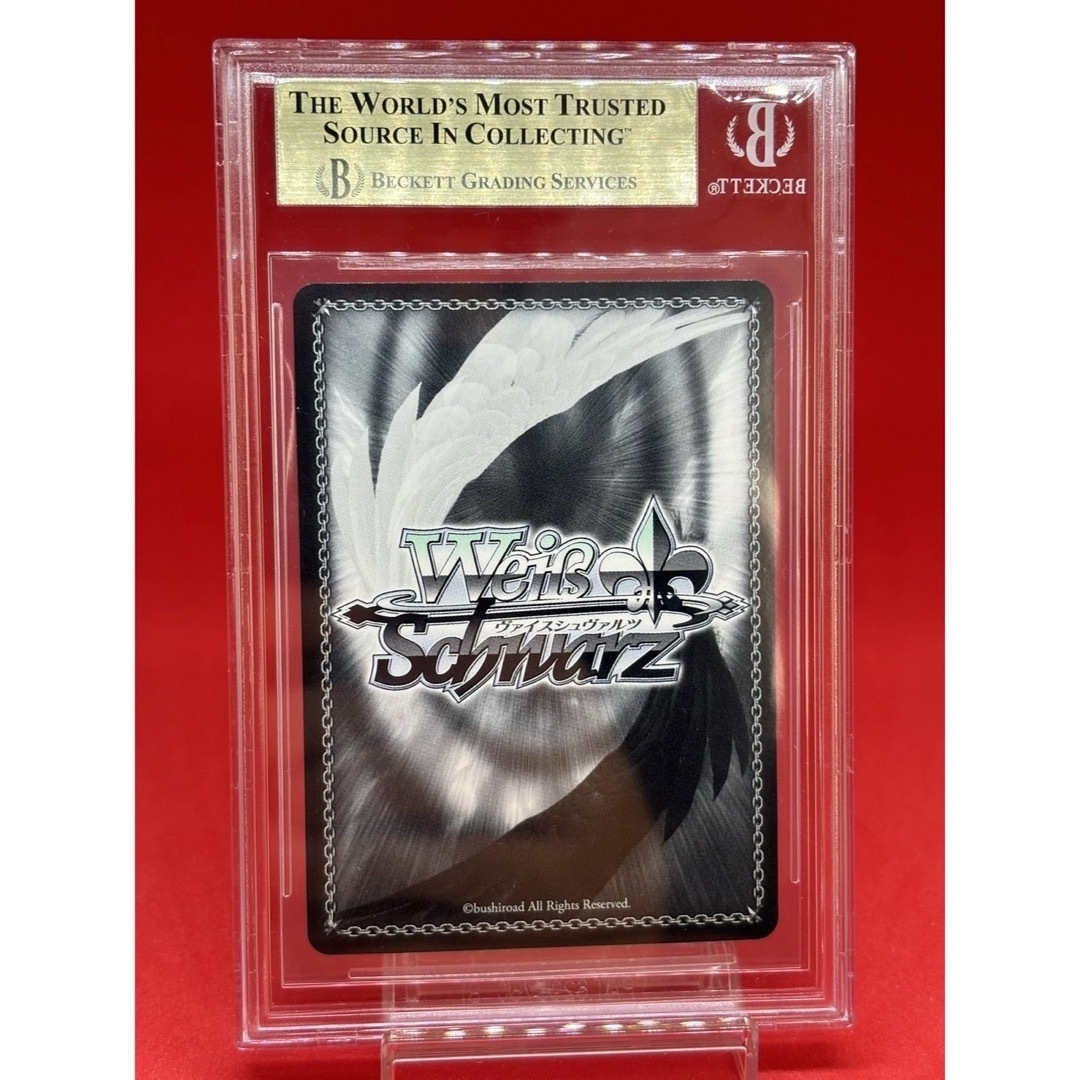 THE WORLD'S MOST TRUSTED
SOURCE IN COLLECTING™
B BECKETT GRADING SERVICES
B
BECKETT®
Weiß
ヴァイスシュヴァルツ
Schwarz
©bushiroad All Rights Reserved.